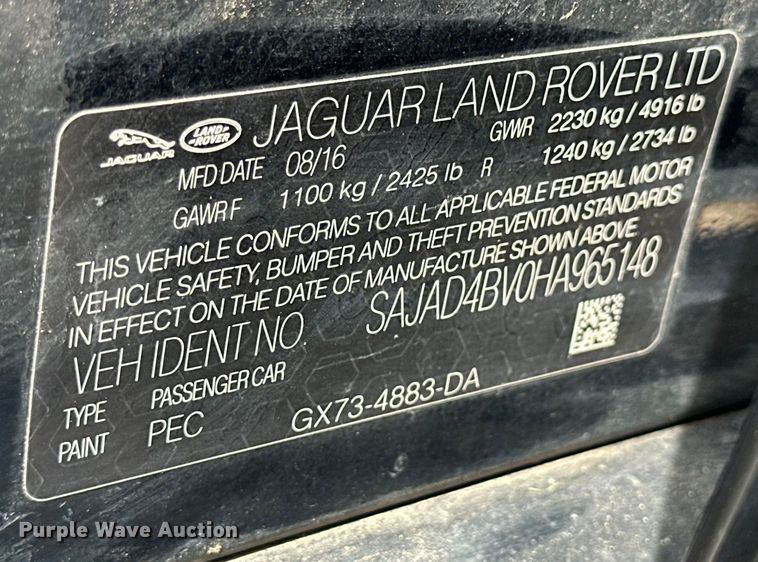 JAGUAR
LAND ROVER
JAGUAR LAND ROVER LTD
MFD DATE 08/16 GVWR 2230 kg / 4916 lb
GAWR F 1100 kg / 2425 lb R 1240 kg / 2734 lb
THIS VEHICLE CONFORMS TO ALL APPLICABLE FEDERAL MOTOR
VEHICLE SAFETY, BUMPER AND THEFT PREVENTION STANDARDS
IN EFFECT ON THE DATE OF MANUFACTURE SHOWN ABOVE
VEH IDENT NO. SAJAD4BV0HA965148
TYPE PASSENGER CAR
PAINT PEC GX73-4883-DA
Purple Wave Auction